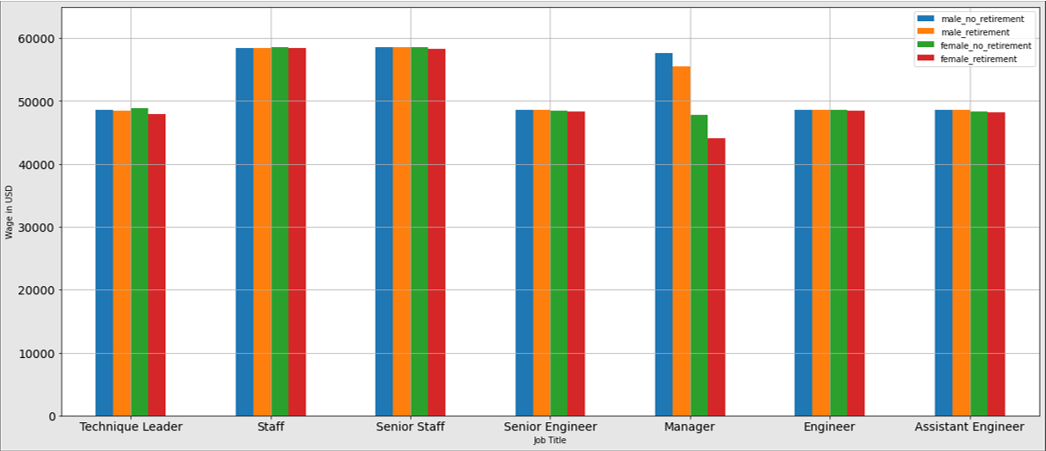 male_no_retirement
male_retirement
female_no_retirement
female_retirement
60000
50000
40000
30000
20000
10000
0
Wage in USD
Technique Leader Staff Senior Staff Senior Engineer Manager Engineer Assistant Engineer
Job Title